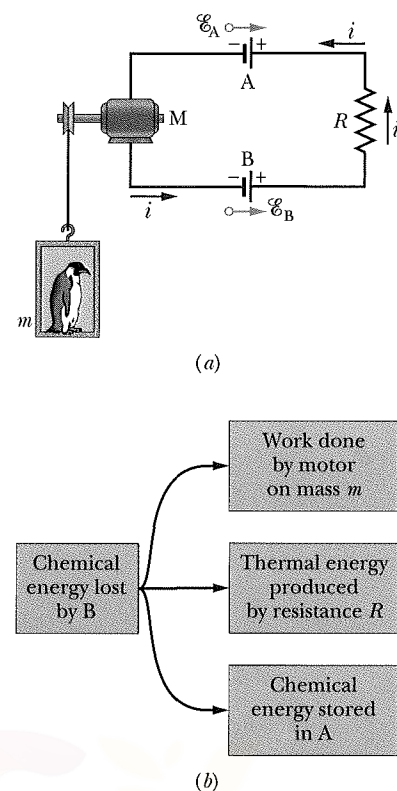 ℰA
i
− +
A
M
R
i
B
− +
i
ℰB
m
(a)
Work done
by motor
on mass m
Chemical
energy lost
by B
Thermal energy
produced
by resistance R
Chemical
energy stored
in A
(b)